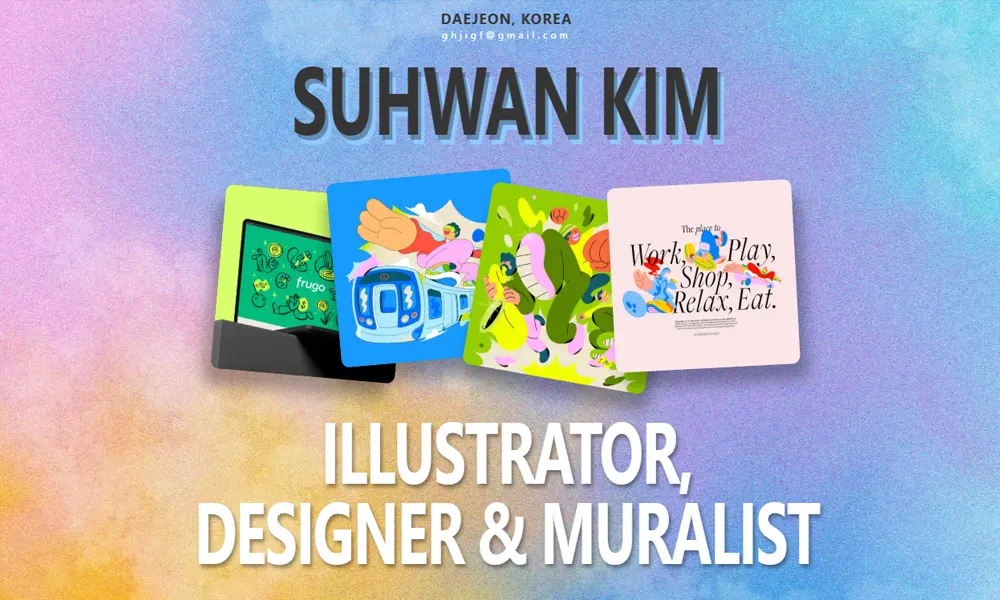 DAEJEON, KOREA
ghjigf@gmail.com
SUHWAN KIM
frugo
The place to
Work, Play,
Shop,
Relax, Eat.
ILLUSTRATOR,
DESIGNER & MURALIST